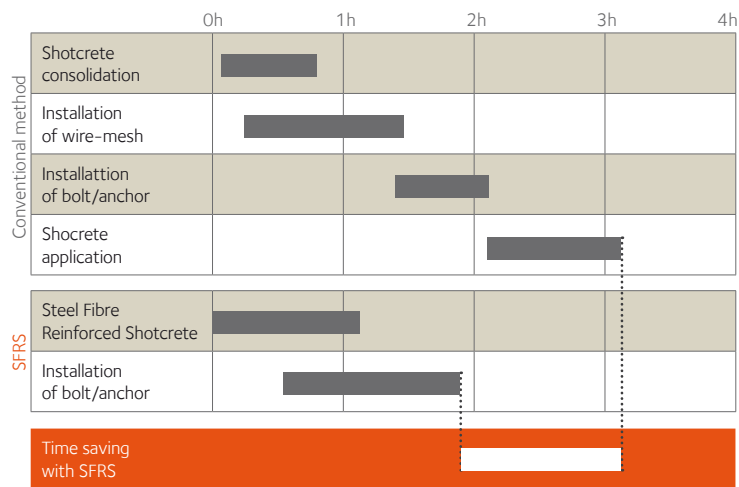 0h 1h 2h 3h 4h
Conventional method
Shotcrete
consolidation
Installation
of wire-mesh
Installattion
of bolt/anchor
Shocrete
application
SFRS
Steel Fibre
Reinforced Shotcrete
Installation
of bolt/anchor
Time saving
with SFRS